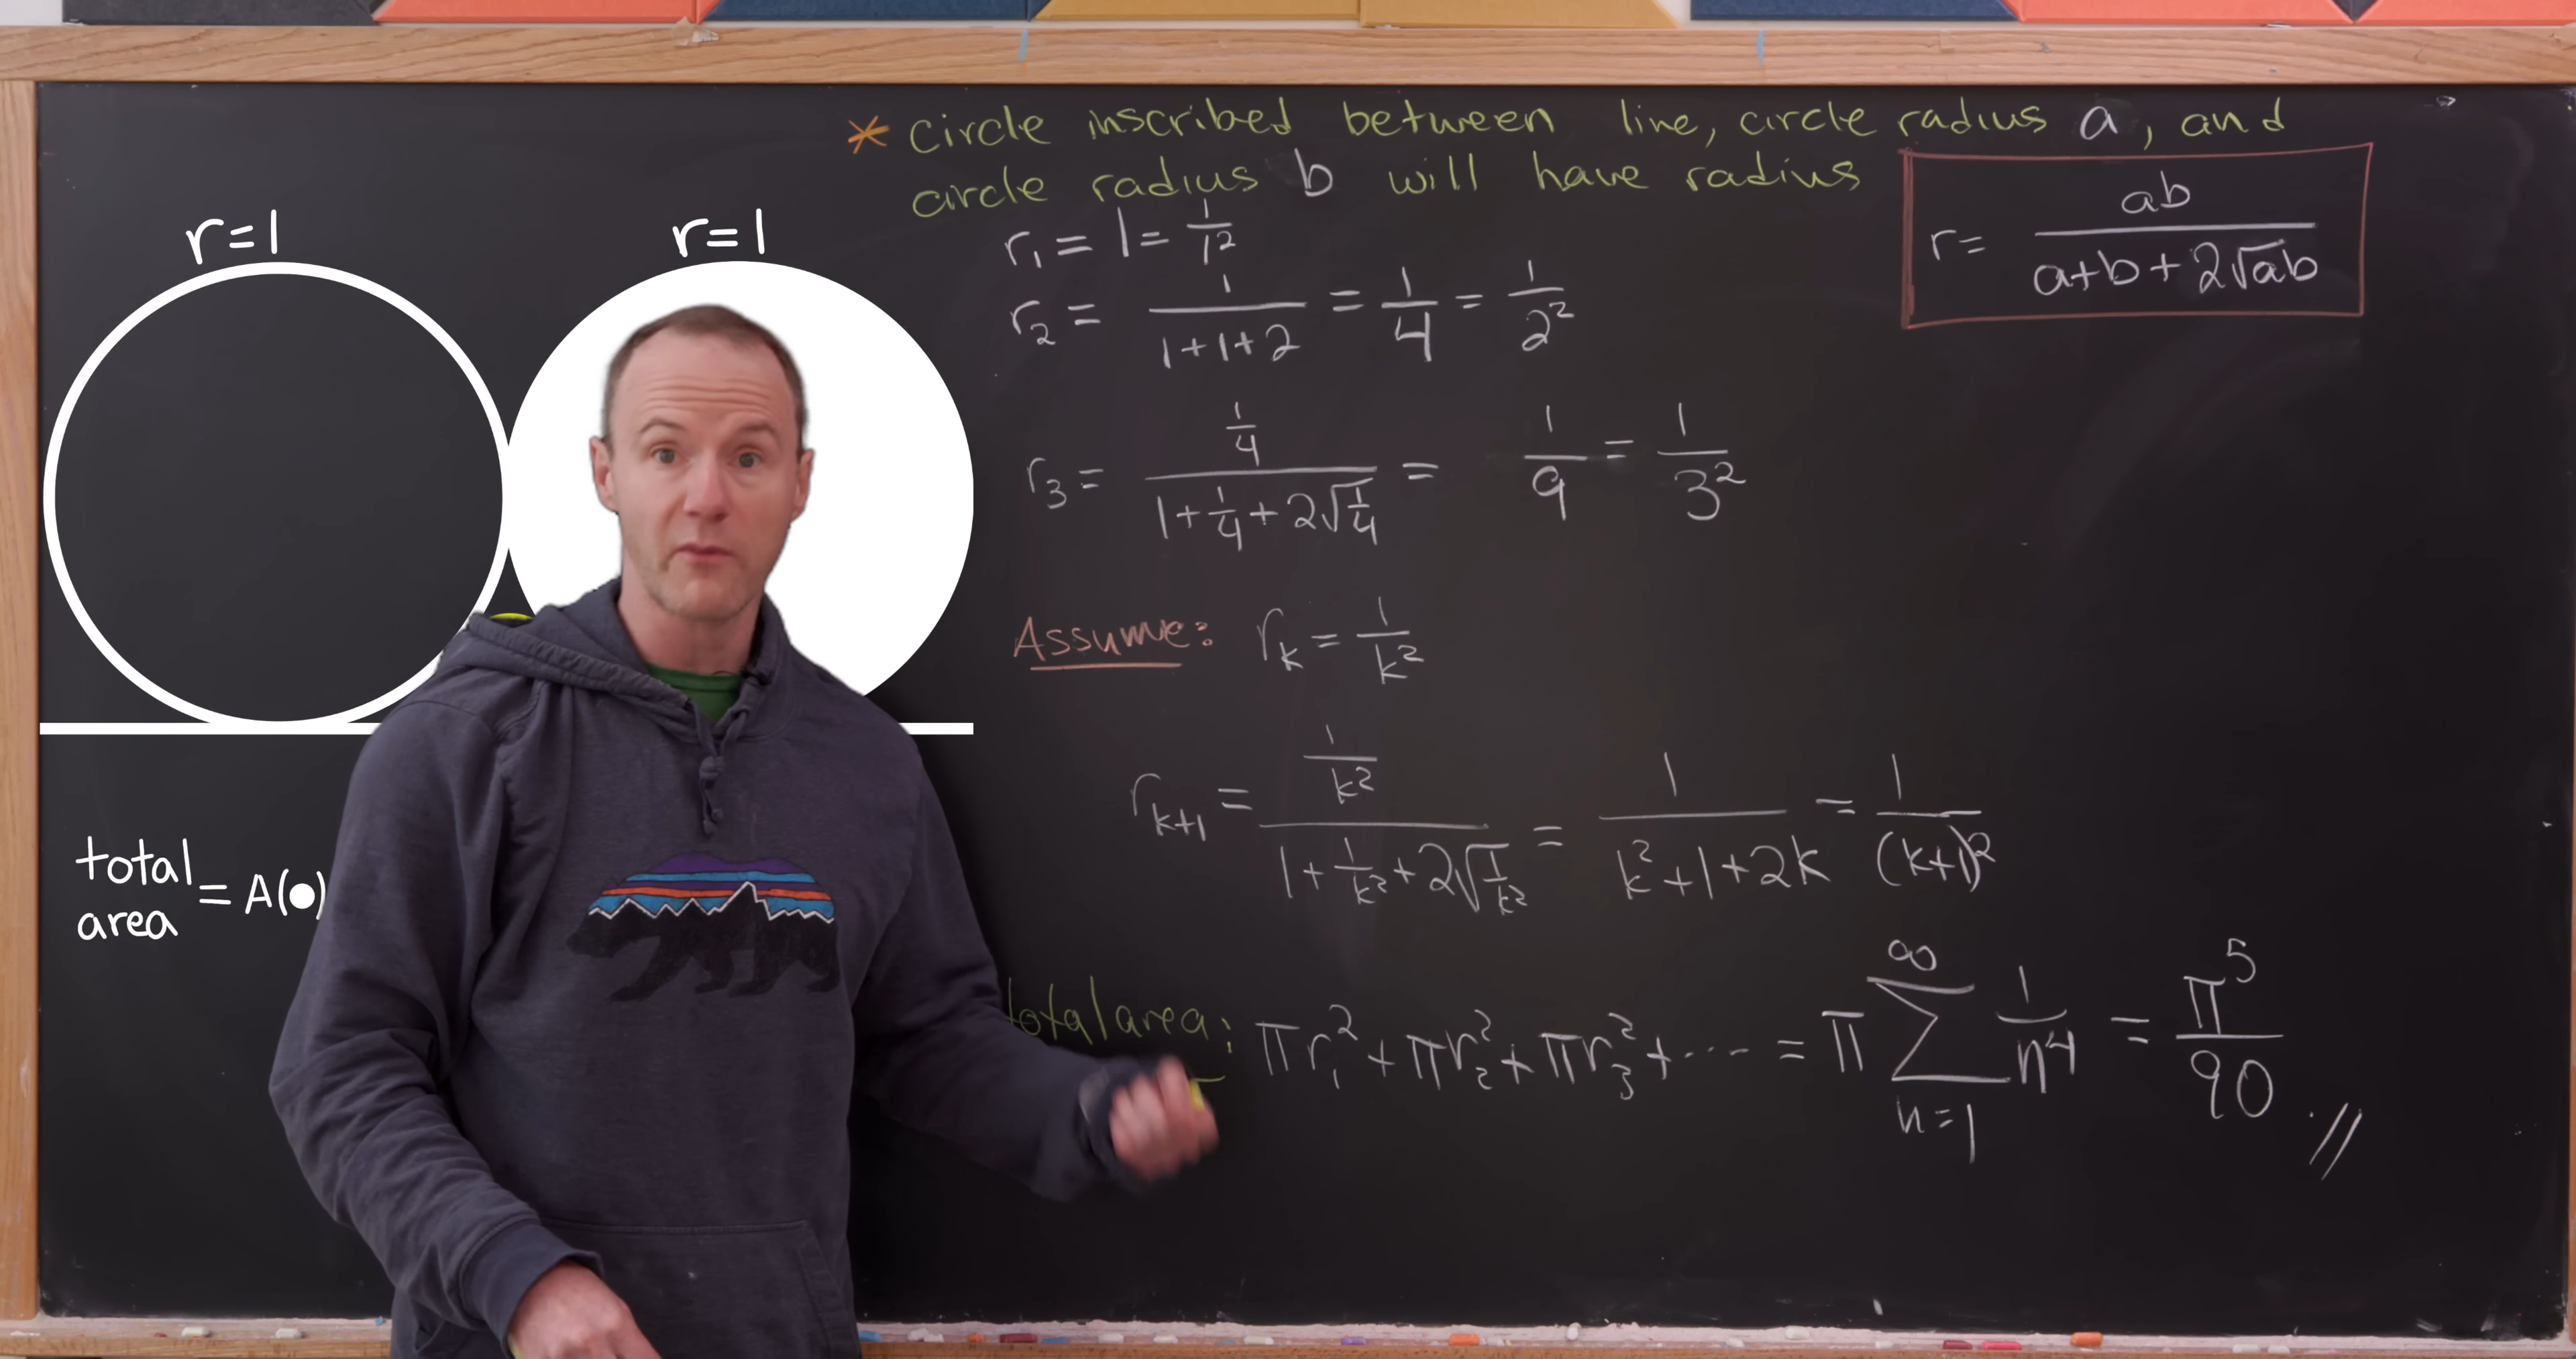 * Circle inscribed between line, circle radius a, and
circle radius b will have radius
r = ab / (a+b+2√ab)
r=1
r=1
r₁ = 1 = 1/1²
r₂ = 1/(1+1+2) = 1/4 = 1/2²
r₃ = (1/4)/(1+1/4+2√(1/4)) = 1/9 = 1/3²
Assume: r_k = 1/k²
r_{k+1} = (1/k²)/(1+1/k²+2√(1/k²)) = 1/(k²+1+2k) = 1/(k+1)²
total area = A(●)
total area: πr₁² + πr₂² + πr₃² + ··· = π ∑_{n=1}^{∞} 1/n⁴ = π⁵/90 . //